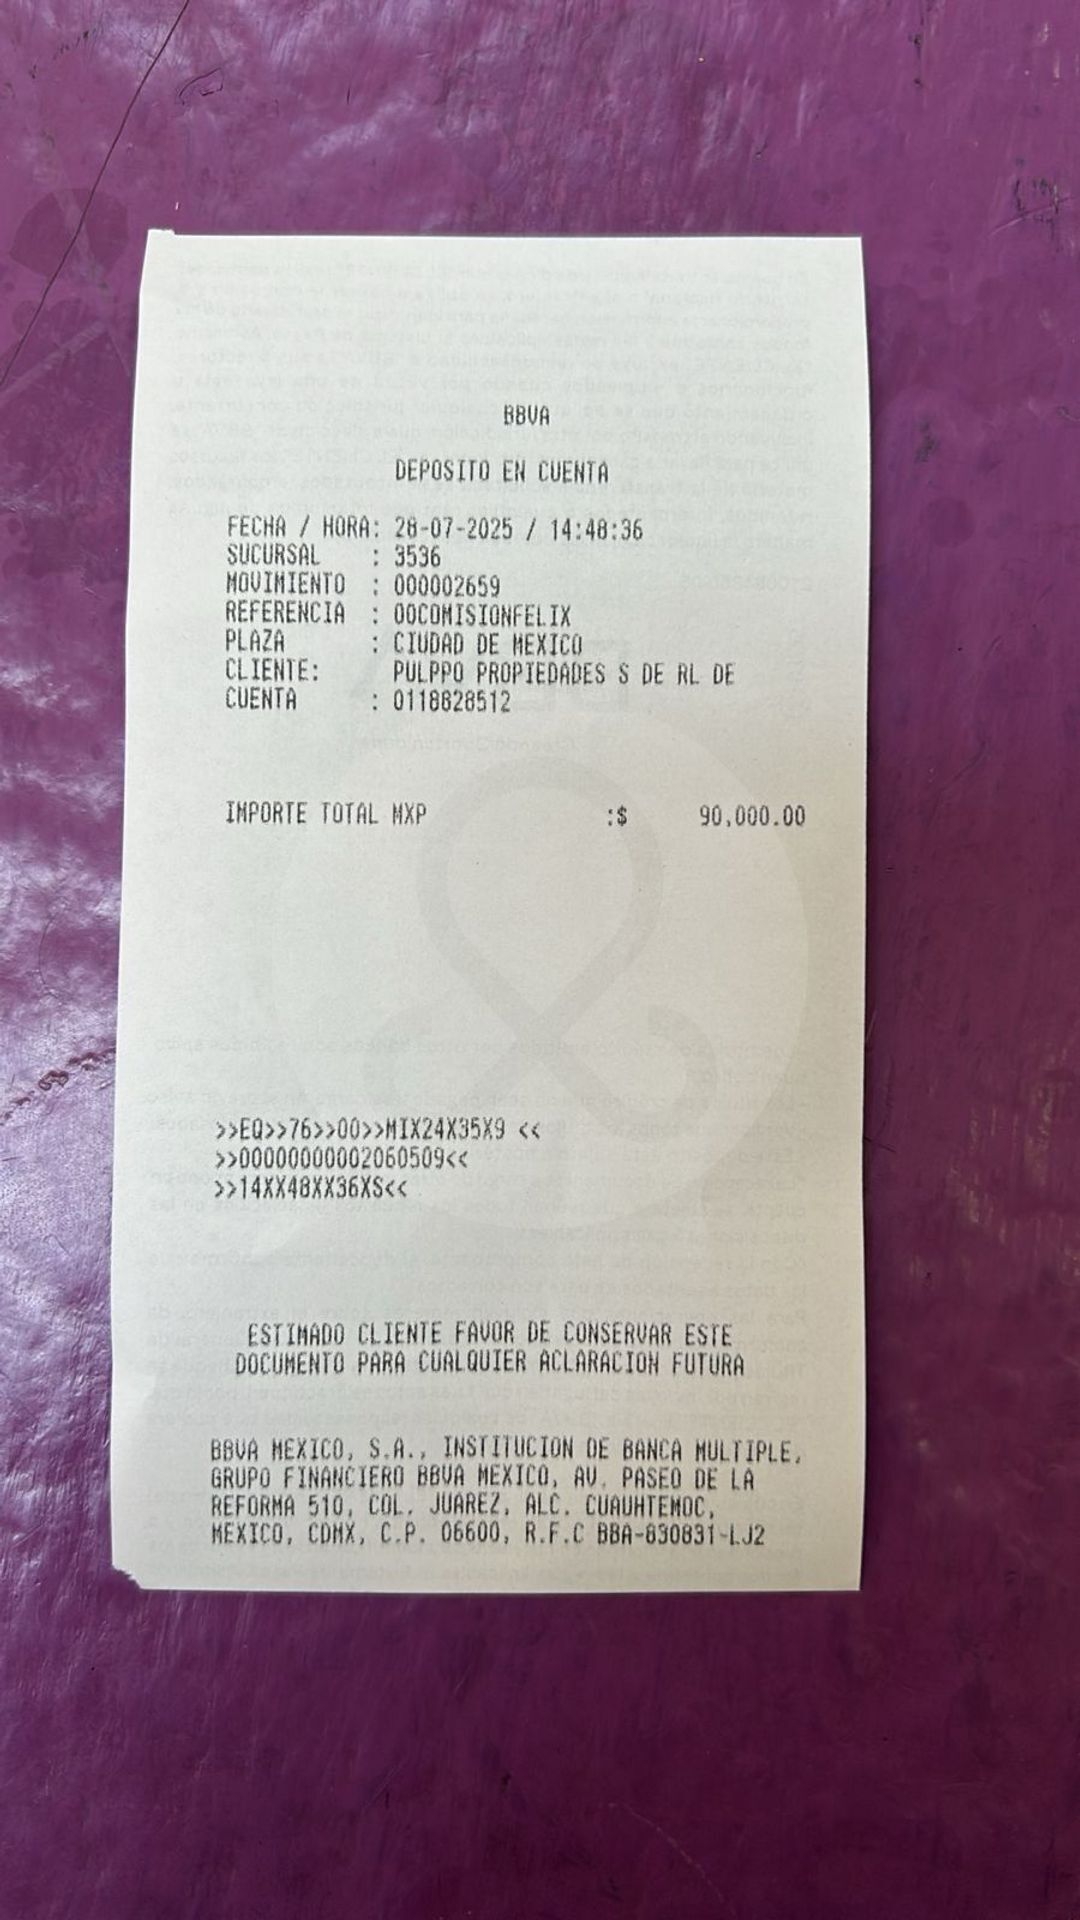 BBVA
DEPOSITO EN CUENTA
FECHA / HORA: 28-07-2025 / 14:48:36
SUCURSAL : 3536
MOVIMIENTO : 000002659
REFERENCIA : 00COMISIONFELIX
PLAZA : CIUDAD DE MEXICO
CLIENTE: PULPPO PROPIEDADES S DE RL DE
CUENTA : 0118828512
IMPORTE TOTAL MXP :$ 90,000.00
>>EQ>>76>>00>>MIX24X35X9 <<
>>00000000002060509<<
>>14XX48XX36XS<<
ESTIMADO CLIENTE FAVOR DE CONSERVAR ESTE
DOCUMENTO PARA CUALQUIER ACLARACION FUTURA
BBVA MEXICO, S.A., INSTITUCION DE BANCA MULTIPLE,
GRUPO FINANCIERO BBVA MEXICO, AV. PASEO DE LA
REFORMA 510, COL. JUAREZ, ALC. CUAUHTEMOC,
MEXICO, CDMX, C.P. 06600, R.F.C BBA-830831-LJ2